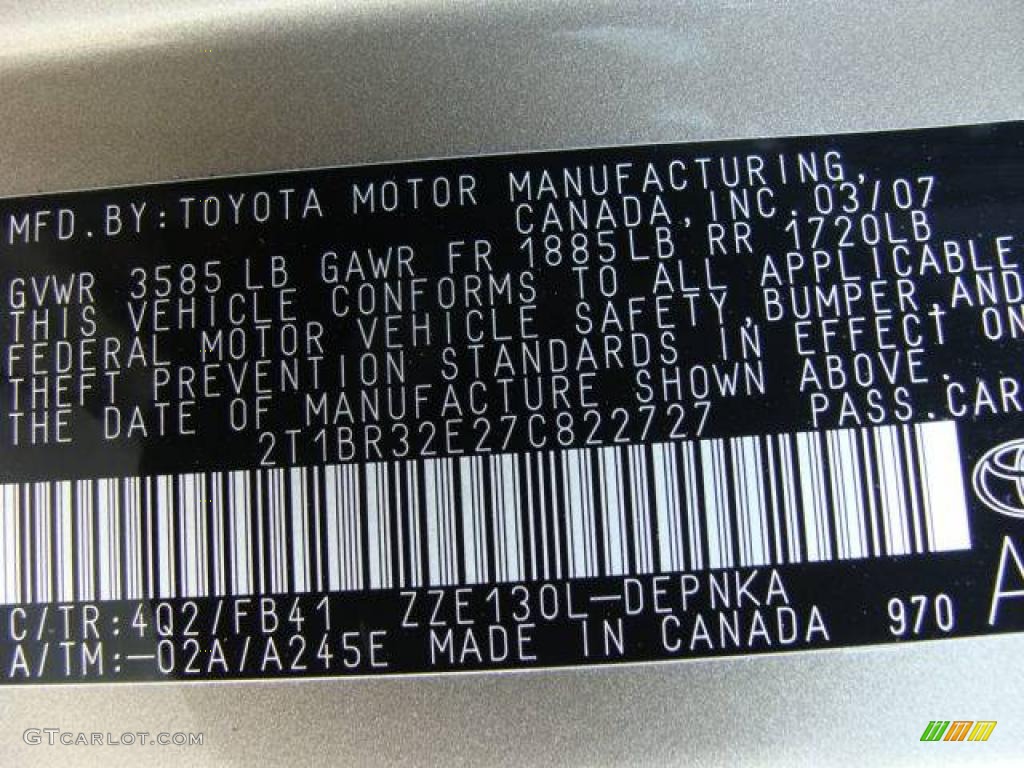 MFD.BY:TOYOTA MOTOR MANUFACTURING,
CANADA,INC. 03/07
GVWR 3585 LB GAWR FR 1885LB RR 1720LB
THIS VEHICLE CONFORMS TO ALL APPLICABLE
FEDERAL MOTOR VEHICLE SAFETY,BUMPER,AND
THEFT PREVENTION STANDARDS IN EFFECT ON
THE DATE OF MANUFACTURE SHOWN ABOVE.
2T1BR32E27C822727 PASS.CAR
C/TR:4Q2/FB41 ZZE130L-DEPNKA
A/TM:-02A/A245E MADE IN CANADA 970 A
GTCARLOT.COM